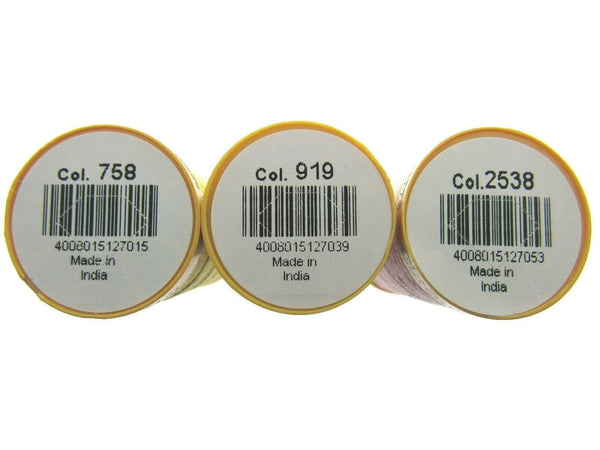 Col. 758
4008015127015
Made in
India
Col. 919
4008015127039
Made in
India
Col.2538
4008015127053
Made in
India